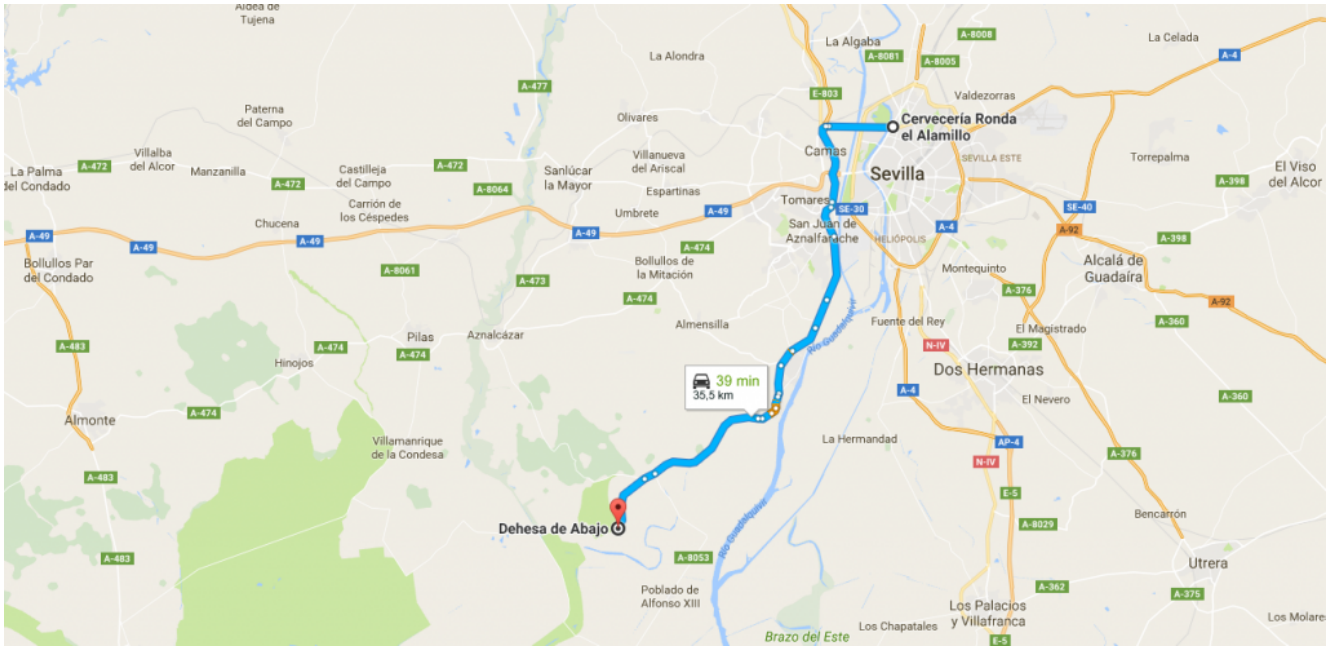 Aldea de
Tujena
La Algaba
A-8008
La Celada
A-8081
A-8005
A-4
La Alondra
A-477
E-803
Valdezorras
Paterna
del Campo
Olivares
Cervecería Ronda
el Alamillo
Camas
Villalba
del Alcor
Villanueva
del Ariscal
SEVILLA ESTE
Torrepalma
La Palma
del Condado
A-472
Manzanilla
A-472
Castilleja
del Campo
A-472
Sanlúcar
la Mayor
Sevilla
El Viso
del Alcor
A-8064
Espartinas
A-398
Carrión de
los Céspedes
Umbrete
A-49
Tomares
SE-30
SE-40
Chucena
San Juan de
Aznalfarache
A-4
A-92
A-49
A-49
A-49
A-49
A-474
HELIÓPOLIS
A-398
Bollullos Par
del Condado
A-8061
A-473
Bollullos de
la Mitación
Montequinto
Alcalá de
Guadaíra
A-474
A-376
A-92
Almensilla
Río Guadalquivir
Fuente del Rey
A-360
Pilas
Aznalcázar
El Magistrado
A-483
A-474
A-474
N-IV
A-392
Hinojos
Dos Hermanas
39 min
35,5 km
A-4
El Nevero
A-360
Almonte
A-474
Villamanrique
de la Condesa
La Hermandad
AP-4
A-376
N-IV
A-483
E-5
Río Guadalquivir
Bencarrón
Dehesa de Abajo
A-8029
A-483
A-8053
Utrera
Poblado de
Alfonso XIII
A-362
A-375
Los Palacios
y Villafranca
Los Molares
Brazo del Este
Los Chapatales
E-5